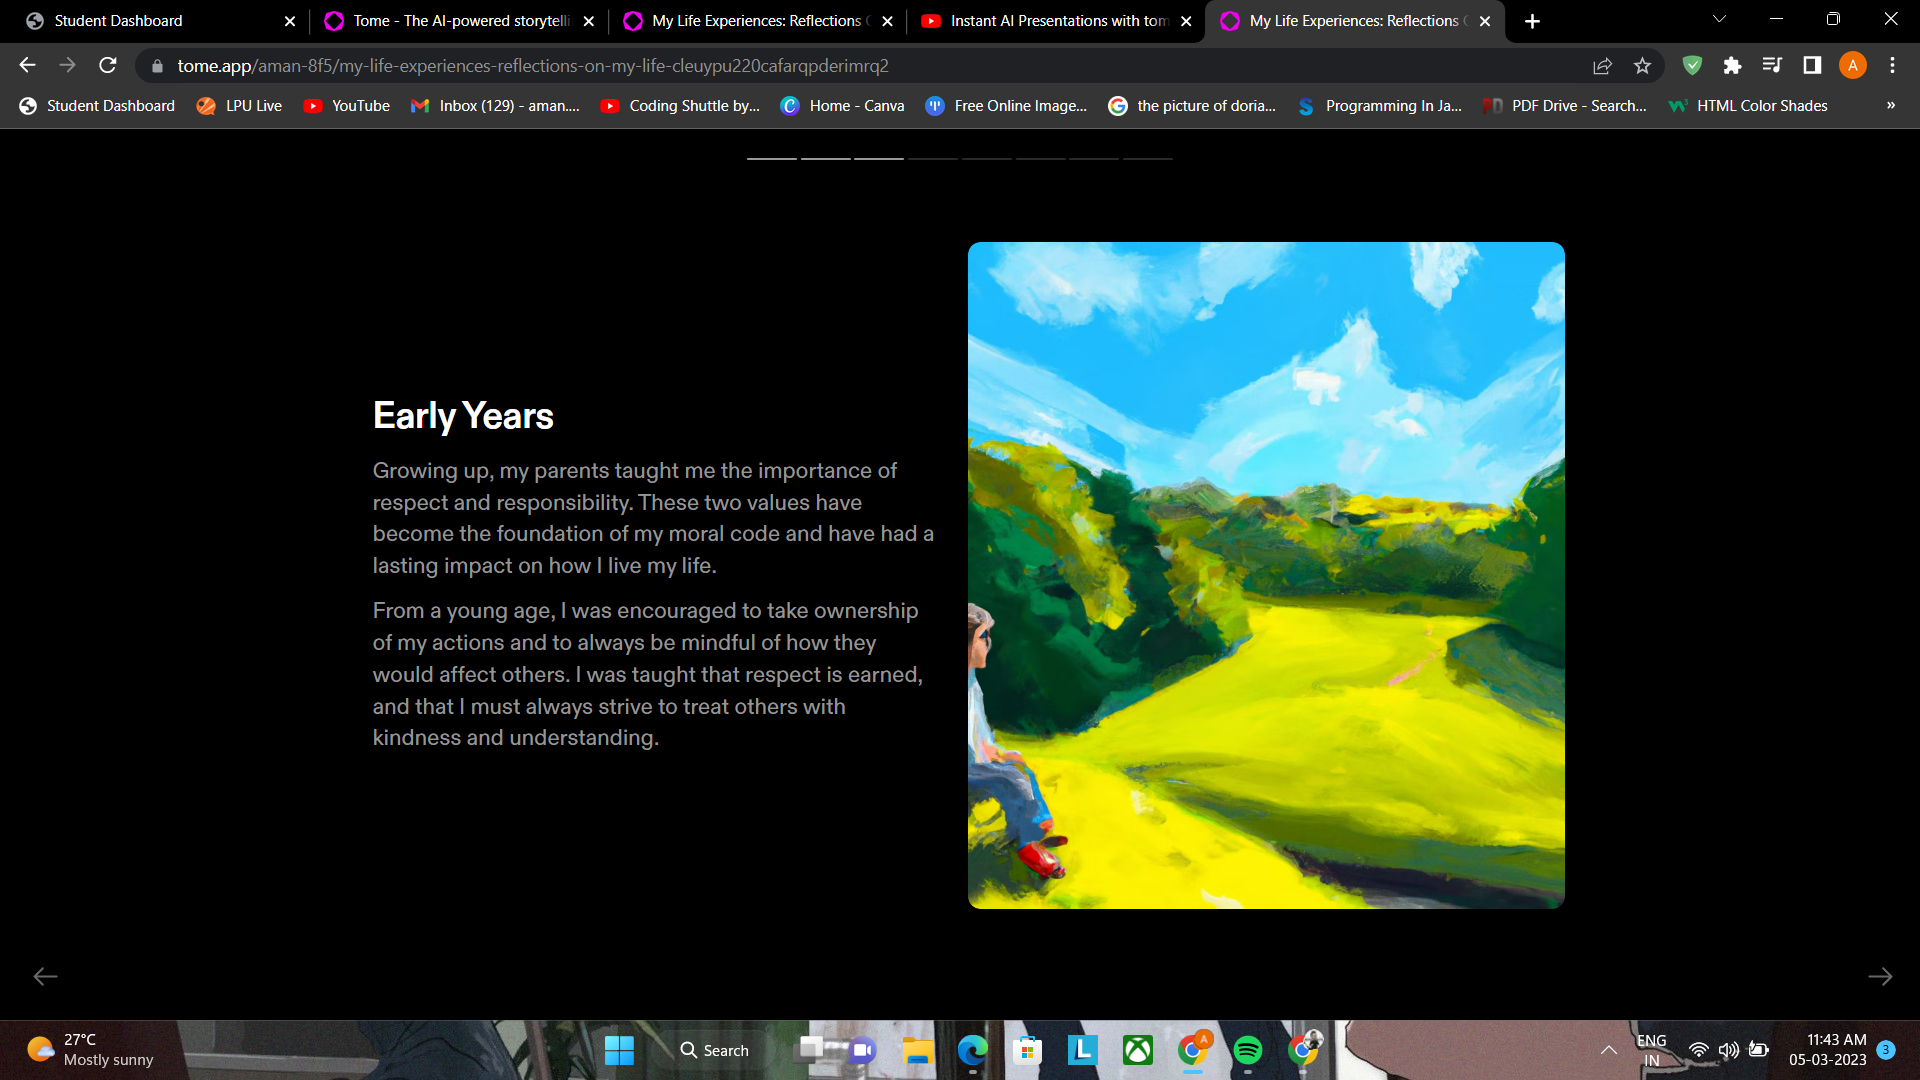 Student Dashboard
Tome - The AI-powered storytelli
My Life Experiences: Reflections
Instant AI Presentations with tom
My Life Experiences: Reflections
tome.app/aman-8f5/my-life-experiences-reflections-on-my-life-cleuypu220cafarqpderimrq2
A
Student Dashboard
LPU Live
YouTube
Inbox (129) - aman....
Coding Shuttle by...
Home - Canva
Free Online Image...
the picture of doria...
Programming In Ja...
PDF Drive - Search...
HTML Color Shades
»
Early Years
Growing up, my parents taught me the importance of
respect and responsibility. These two values have
become the foundation of my moral code and have had a
lasting impact on how I live my life.
From a young age, I was encouraged to take ownership
of my actions and to always be mindful of how they
would affect others. I was taught that respect is earned,
and that I must always strive to treat others with
kindness and understanding.
27°C
Mostly sunny
Search
ENG
IN
11:43 AM
05-03-2023
3